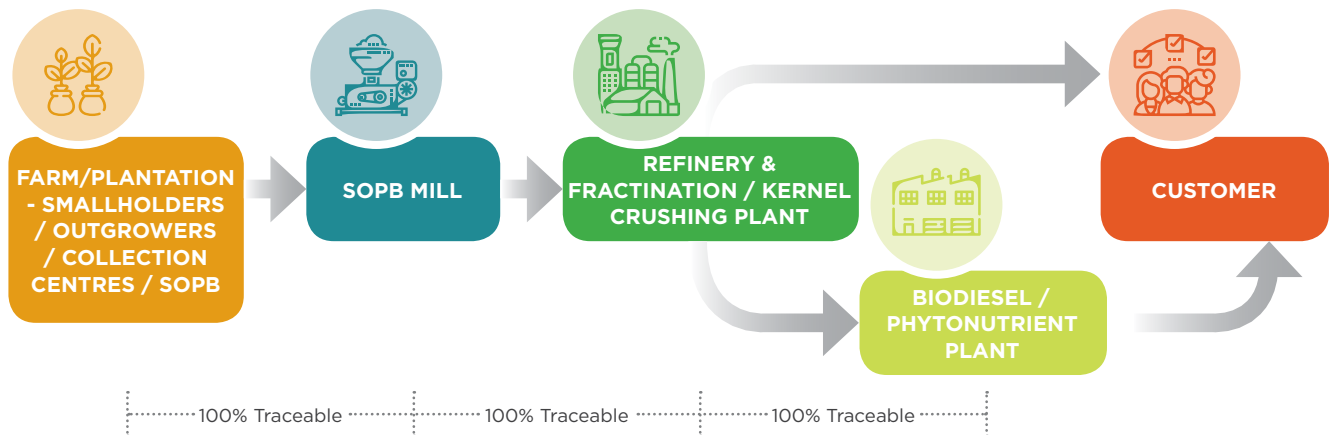 FARM/PLANTATION
- SMALLHOLDERS
/ OUTGROWERS
/ COLLECTION
CENTRES / SOPB
SOPB MILL
REFINERY &
FRACTINATION / KERNEL
CRUSHING PLANT
BIODIESEL /
PHYTONUTRIENT
PLANT
CUSTOMER
100% Traceable
100% Traceable
100% Traceable